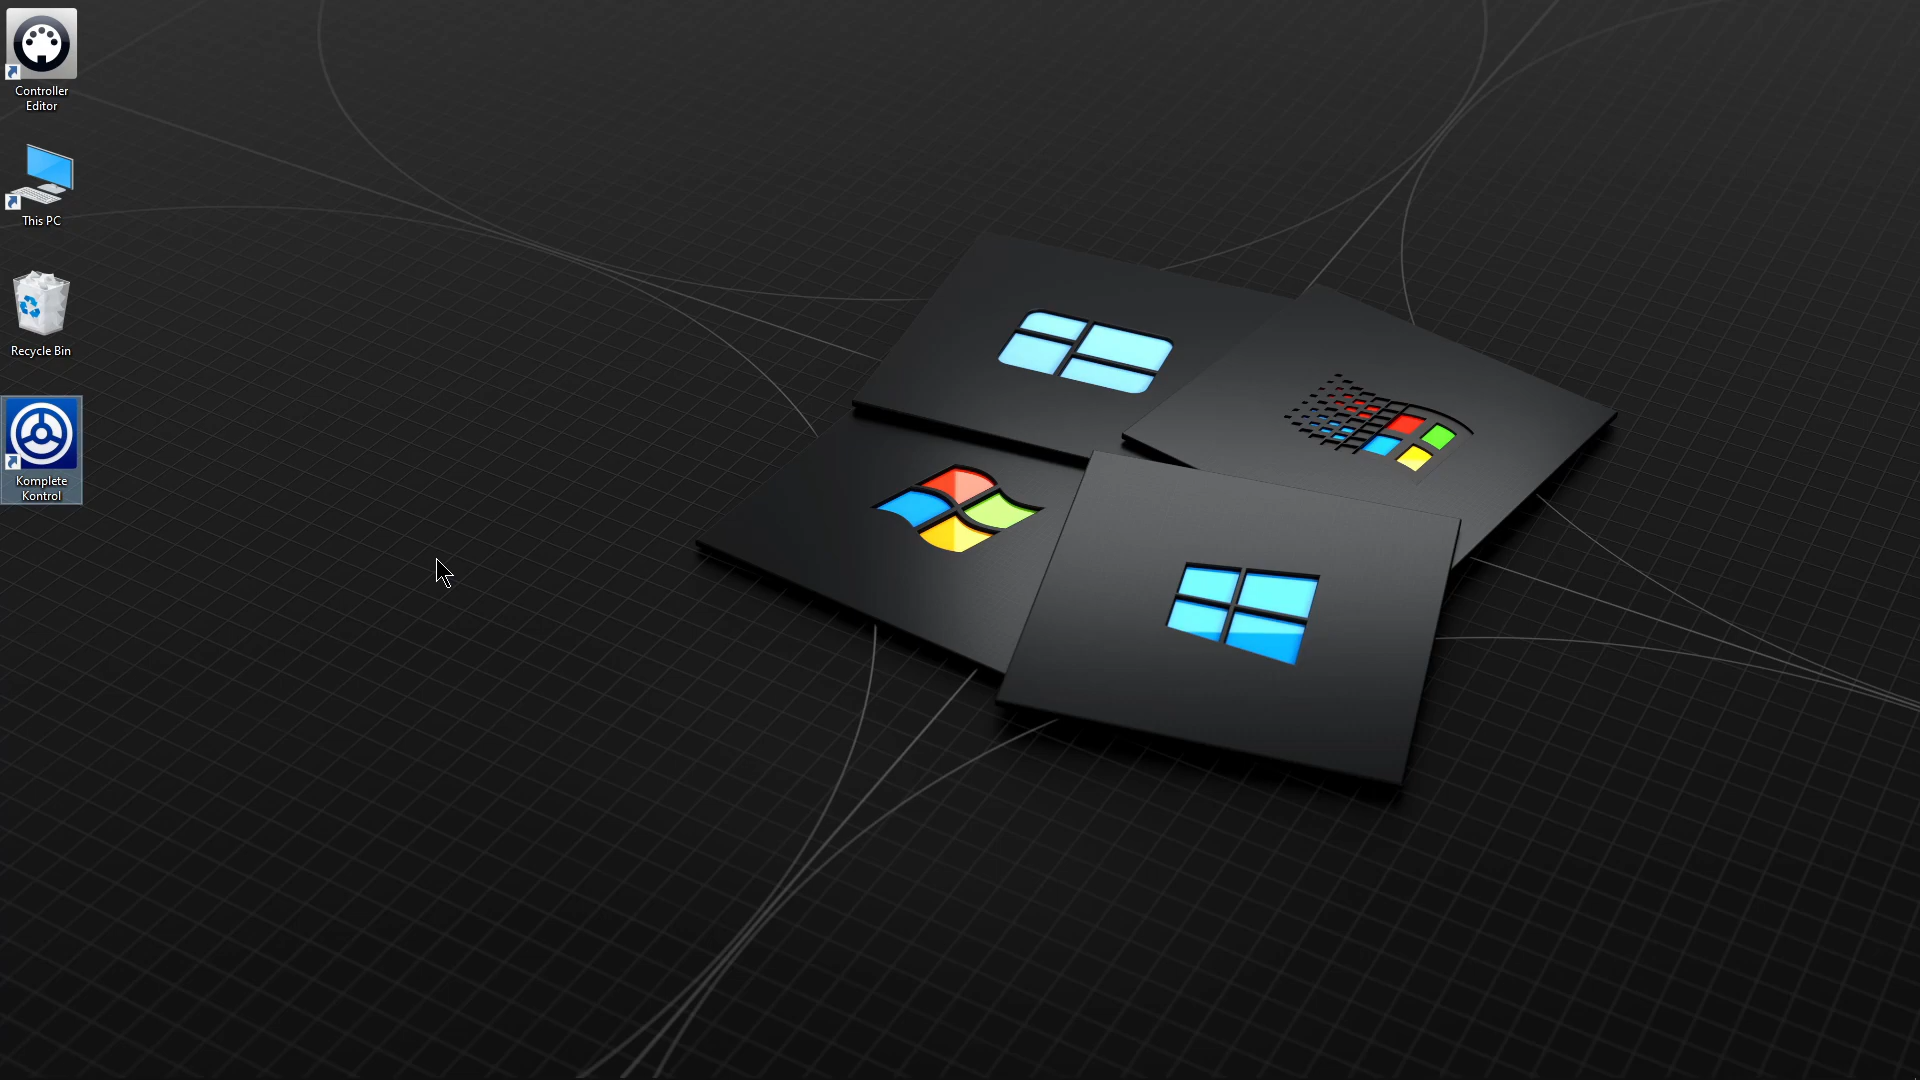 Controller
Editor
This PC
Recycle Bin
Komplete
Kontrol